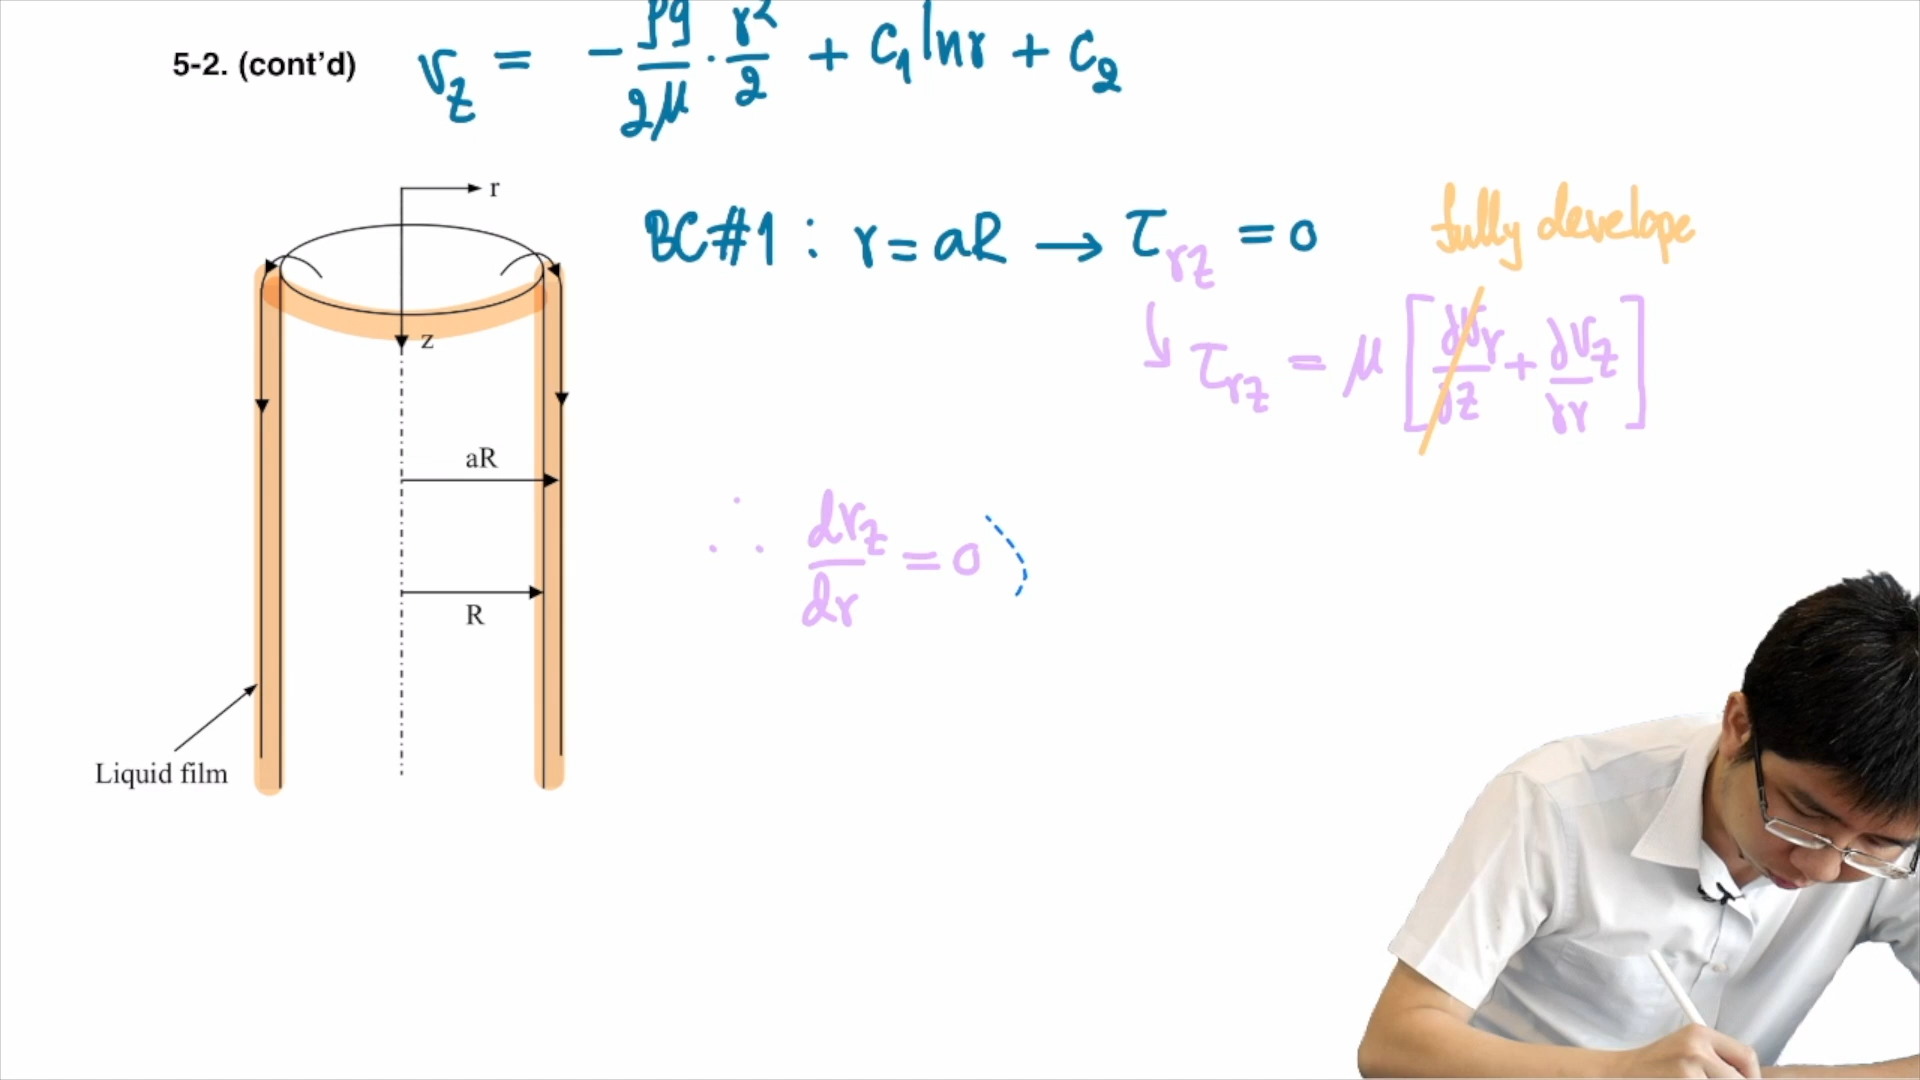 5-2. (cont'd) v_z = - ρg/2μ · r²/2 + C₁ ln r + C₂
r
BC#1 : r = aR → τ_rz = 0 fully develope
z
τ_rz = μ [ ∂v_r/∂z + ∂v_z/∂r ]
aR
∴ dv_z/dr = 0
R
Liquid film